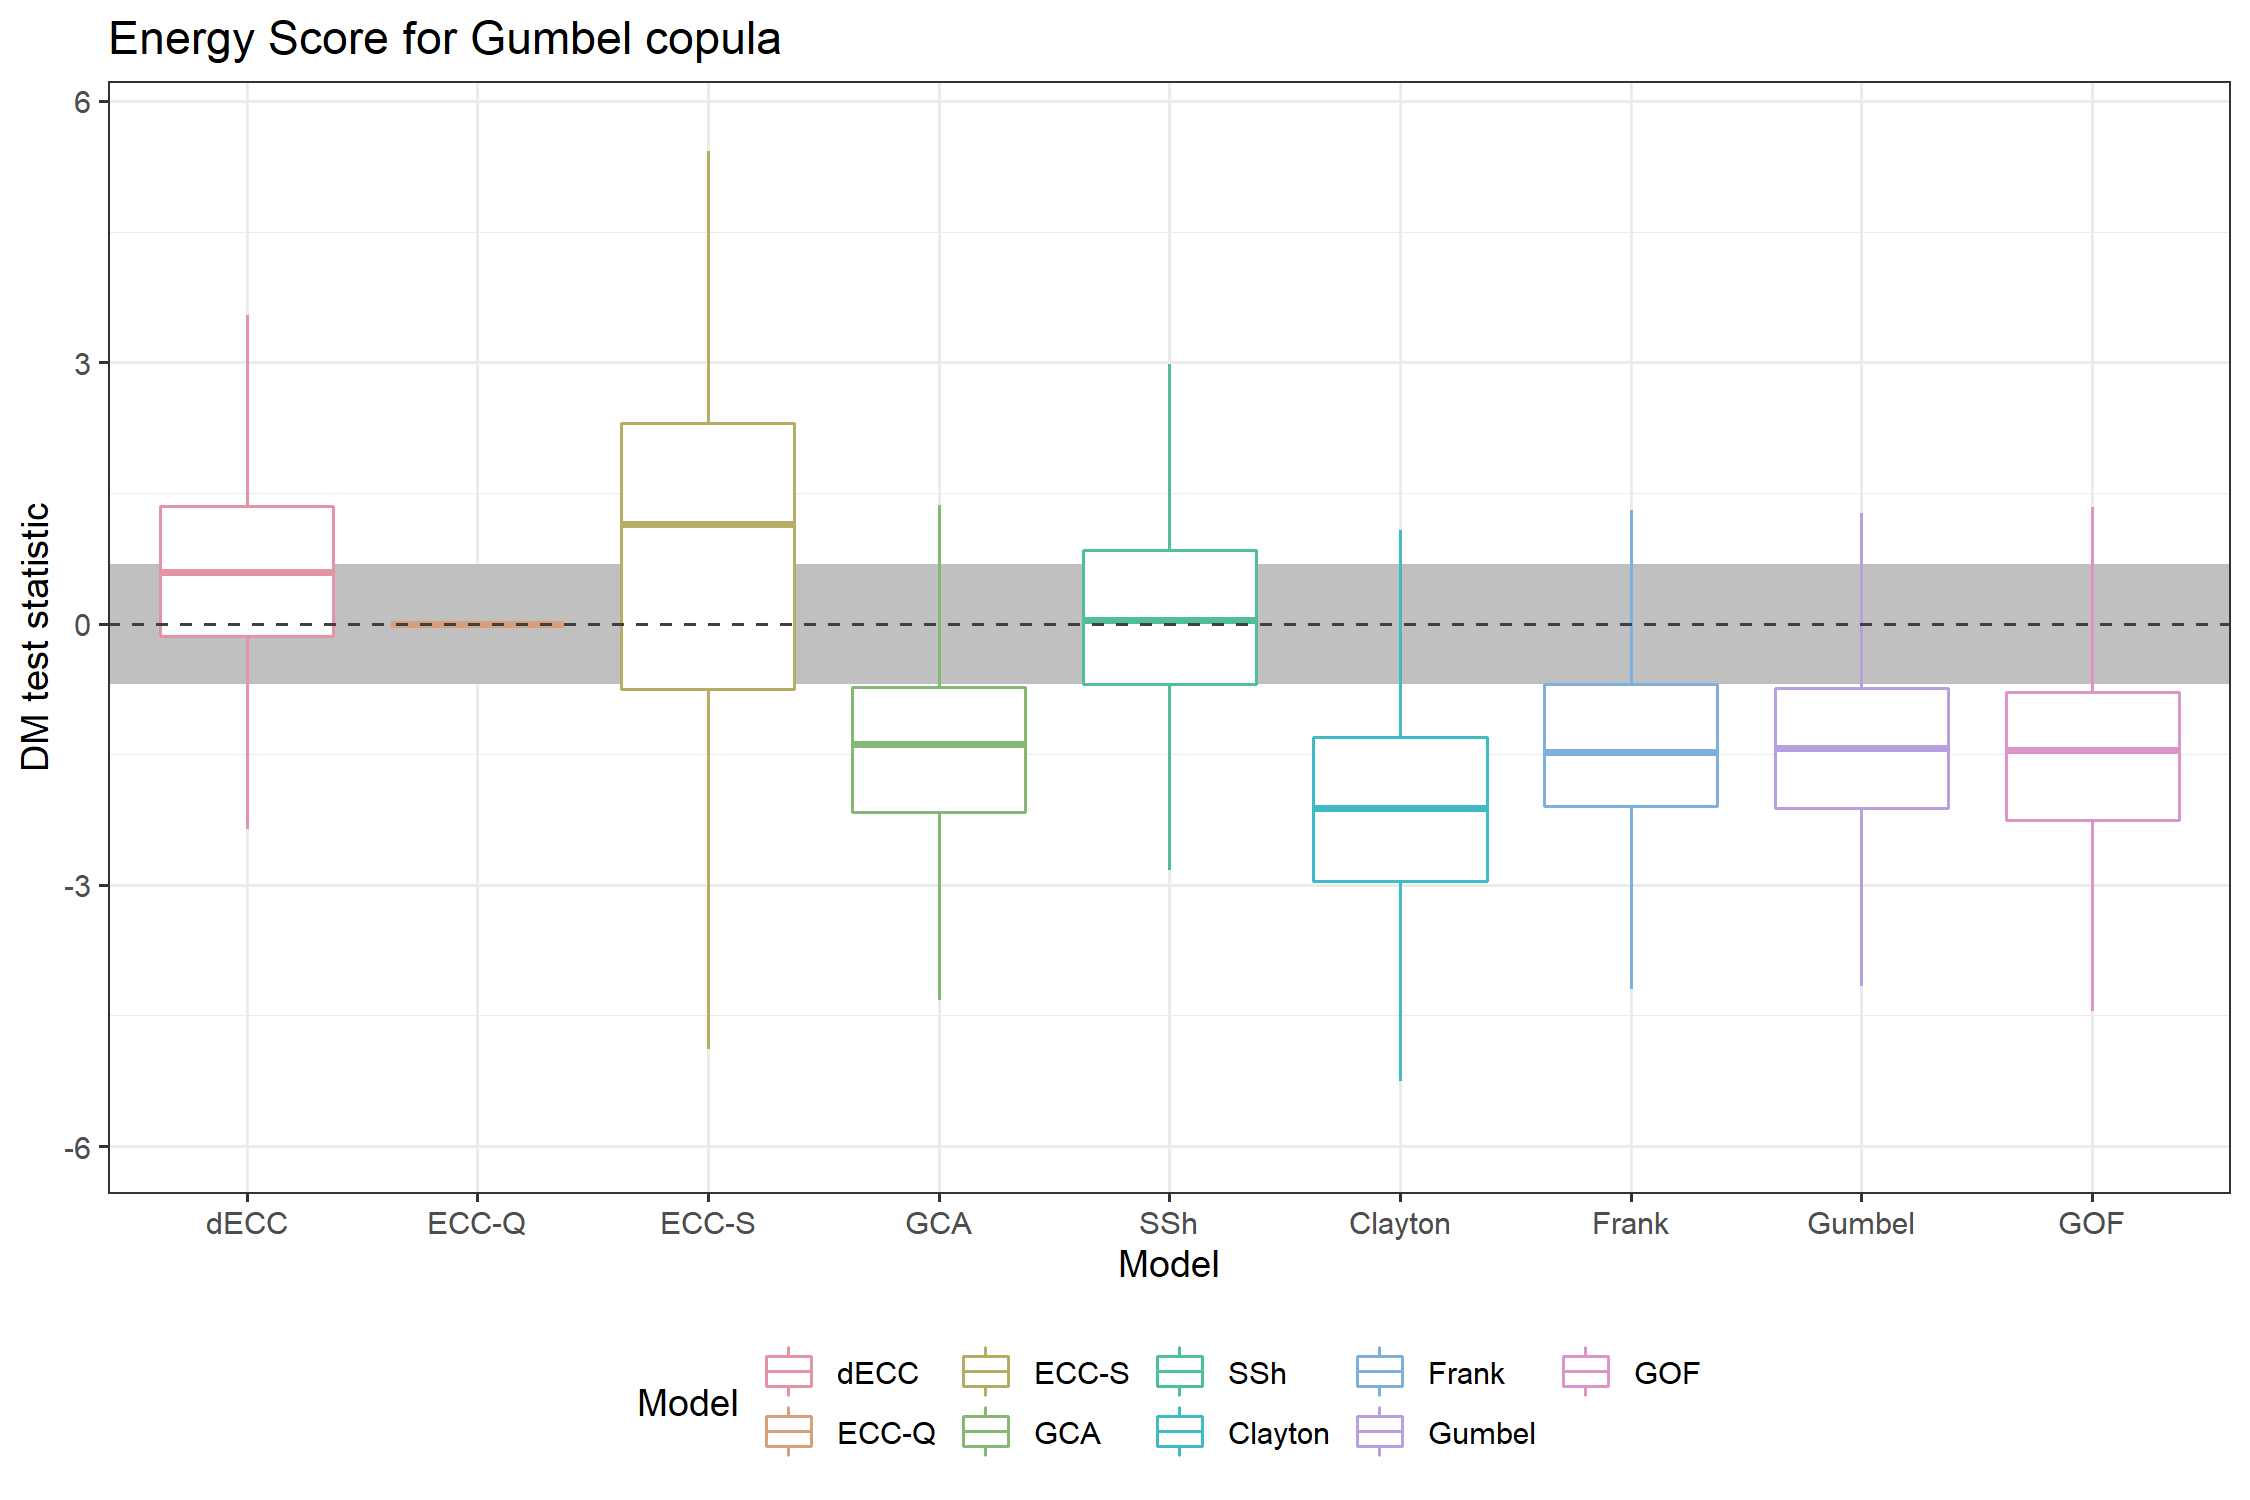 Energy Score for Gumbel copula
6
3
0
-3
-6
DM test statistic
dECC ECC-Q ECC-S GCA SSh Clayton Frank Gumbel GOF
Model
Model
dECC ECC-S SSh Frank GOF
ECC-Q GCA Clayton Gumbel